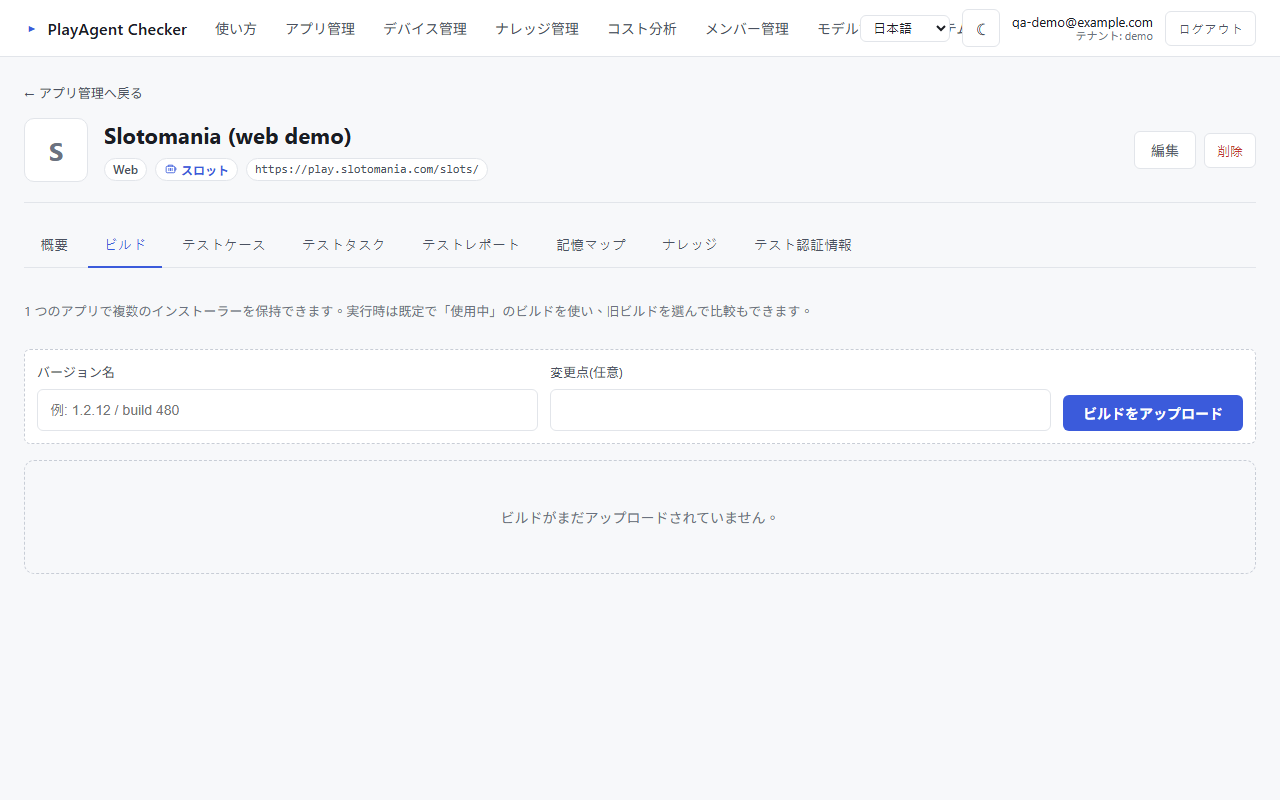 PlayAgent Checker 使い方 アプリ管理 デバイス管理 ナレッジ管理 コスト分析 メンバー管理 モデル 日本語 qa-demo@example.com ログアウト
テナント: demo
← アプリ管理へ戻る
S
Slotomania (web demo)
Web スロット https://play.slotomania.com/slots/
編集 削除
概要 ビルド テストケース テストタスク テストレポート 記憶マップ ナレッジ テスト認証情報
1 つのアプリで複数のインストーラーを保持できます。実行時は既定で「使用中」のビルドを使い、旧ビルドを選んで比較もできます。
バージョン名 変更点(任意)
例: 1.2.12 / build 480 ビルドをアップロード
ビルドがまだアップロードされていません。